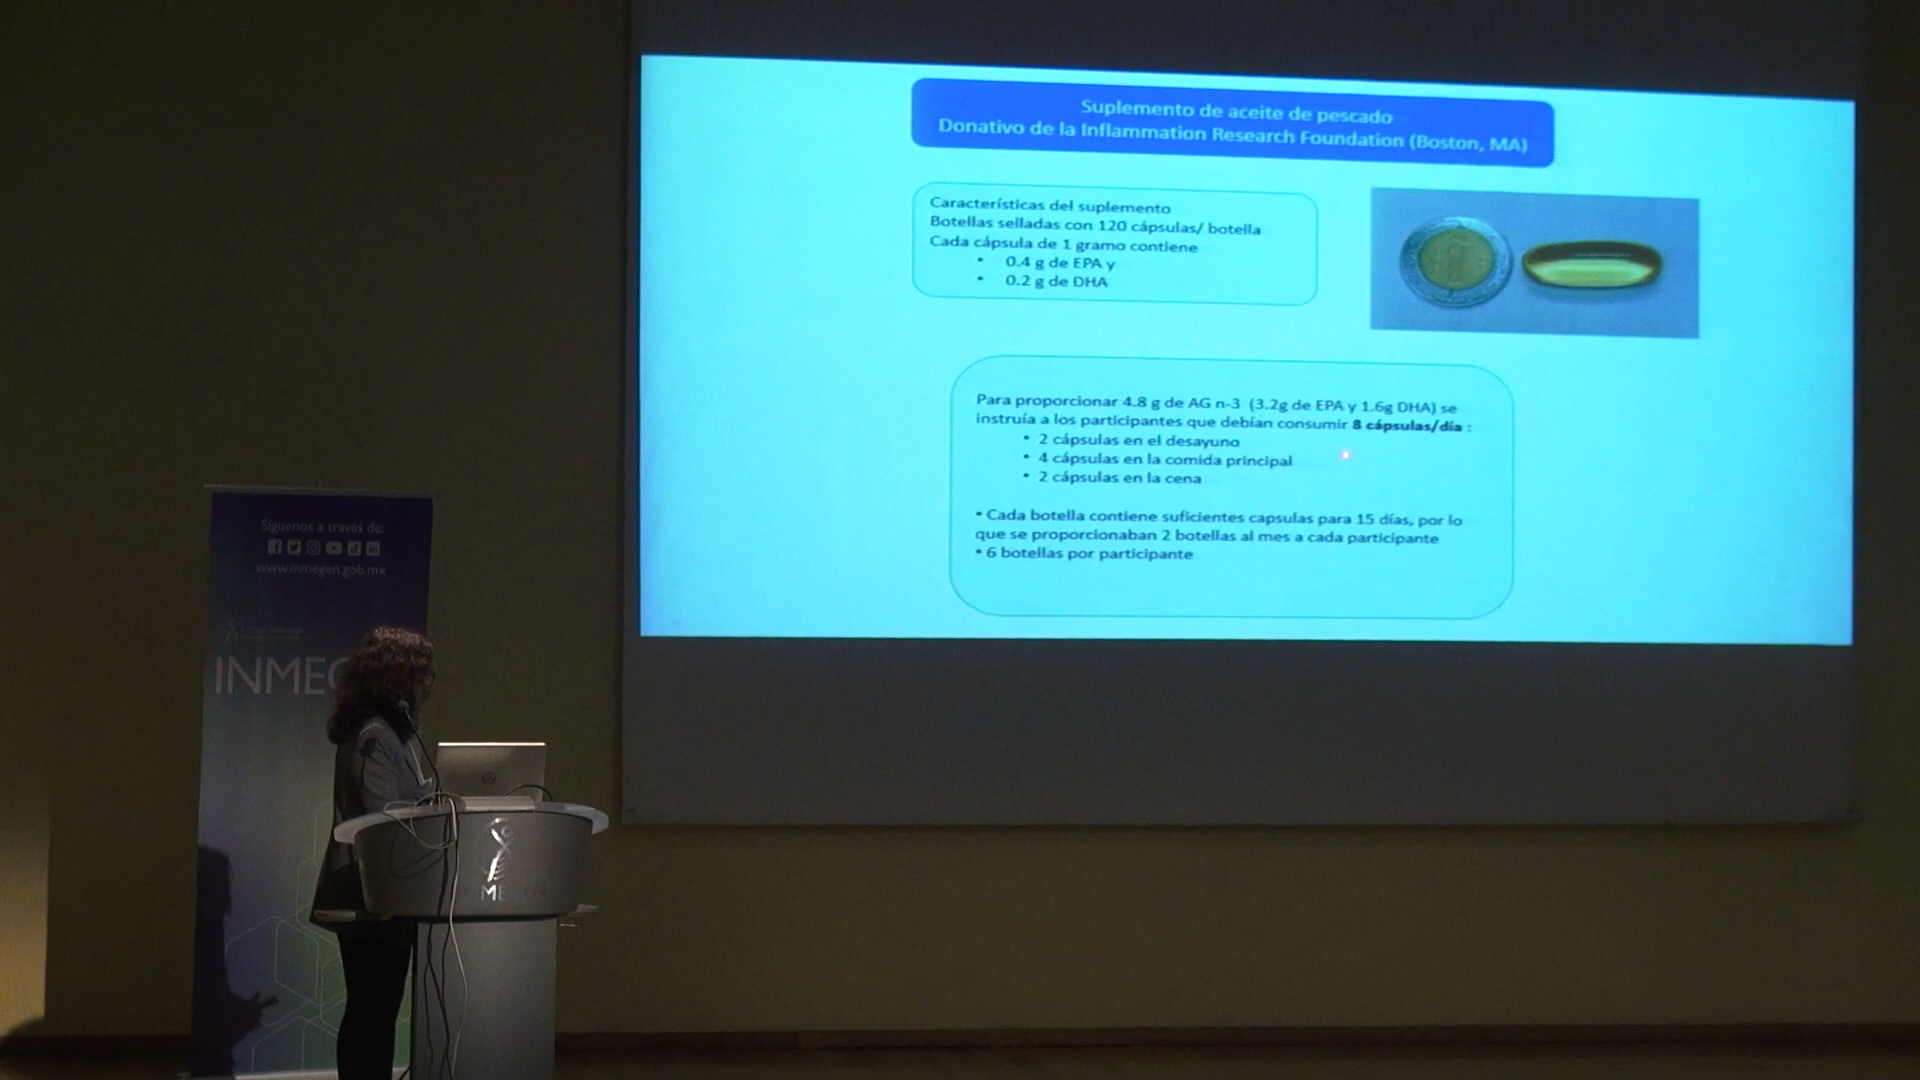 Suplemento de aceite de pescado
Donativo de la Inflammation Research Foundation (Boston, MA)
Características del suplemento
Botellas selladas con 120 cápsulas/ botella
Cada cápsula de 1 gramo contiene
• 0.4 g de EPA y
• 0.2 g de DHA
Para proporcionar 4.8 g de AG n-3 (3.2g de EPA y 1.6g DHA) se
instruía a los participantes que debían consumir 8 cápsulas/día :
• 2 cápsulas en el desayuno
• 4 cápsulas en la comida principal
• 2 cápsulas en la cena
• Cada botella contiene suficientes capsulas para 15 días, por lo
que se proporcionaban 2 botellas al mes a cada participante
• 6 botellas por participante
Síguenos a través de:
www.inmegen.gob.mx
INMEG
hp
INMEGEN